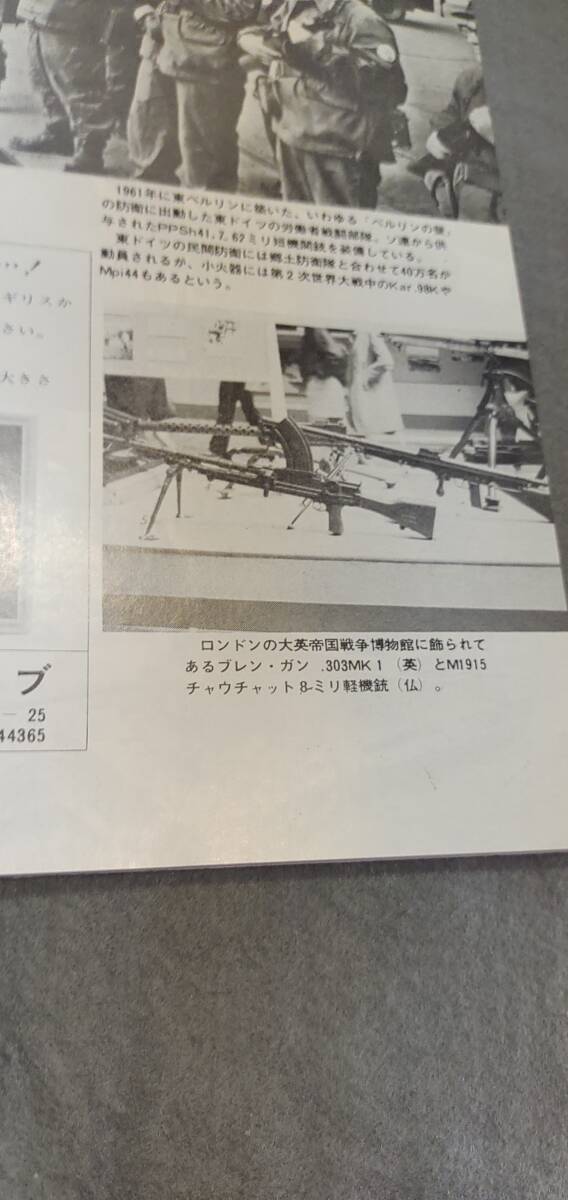 1961年に東ベルリンに築いた、いわゆる「ベルリンの壁」
の防衛に出動した東ドイツの労働者戦闘部隊。ソ連から供
与されたPPSh41,7.62ミリ短機関銃を装備している。
東ドイツの民間防衛には郷土防衛隊と合わせて40万名が
動員されるが、小火器には第2次世界大戦中のKar.98Kや
Mpi44もあるという。
…!
ギリスか
さい。
大きさ
ブ
— 25
44365
ロンドンの大英帝国戦争博物館に飾られて
あるブレン・ガン .303MK1（英）とM1915
チャウチャット8-ミリ軽機銃（仏）。